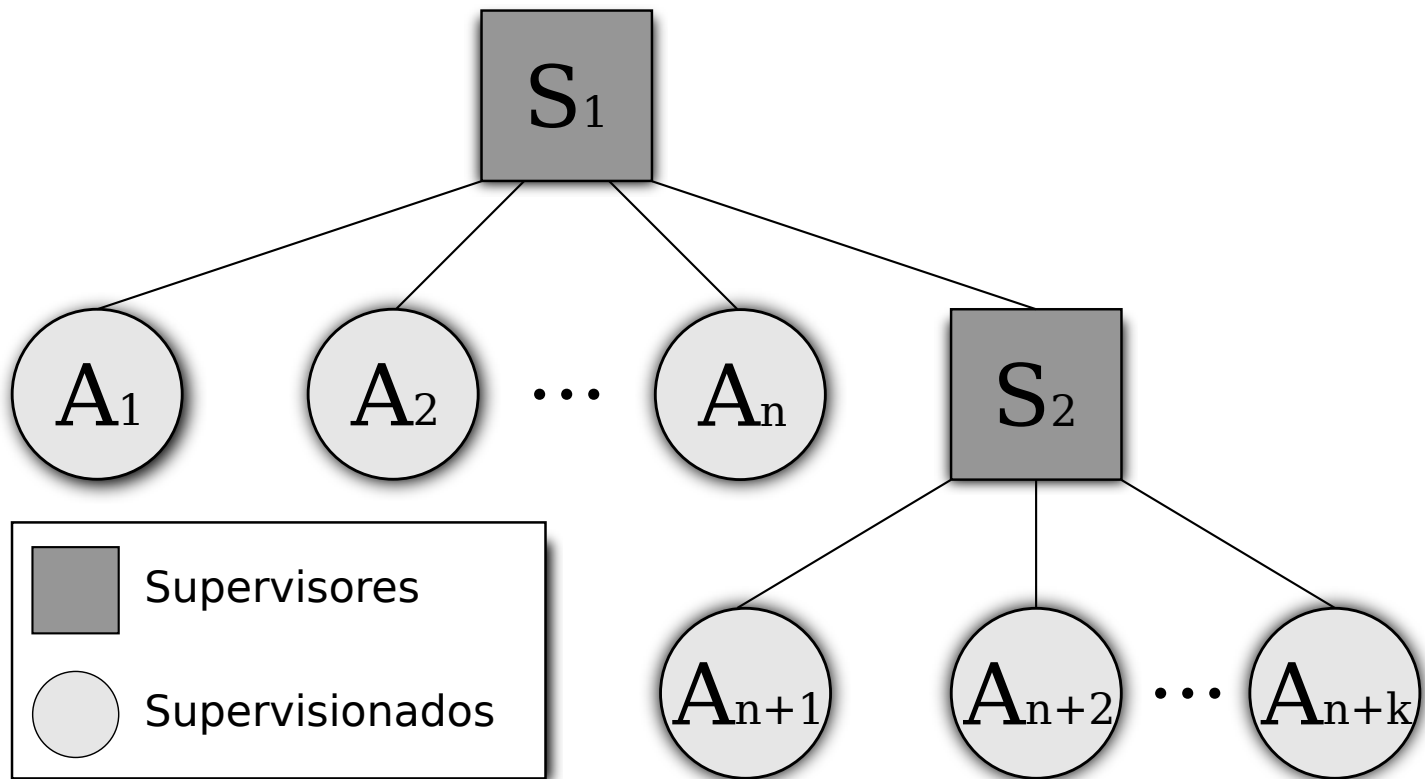 S1
A1 A2 ... An S2
Supervisores
Supervisionados
An+1 An+2 ... An+k